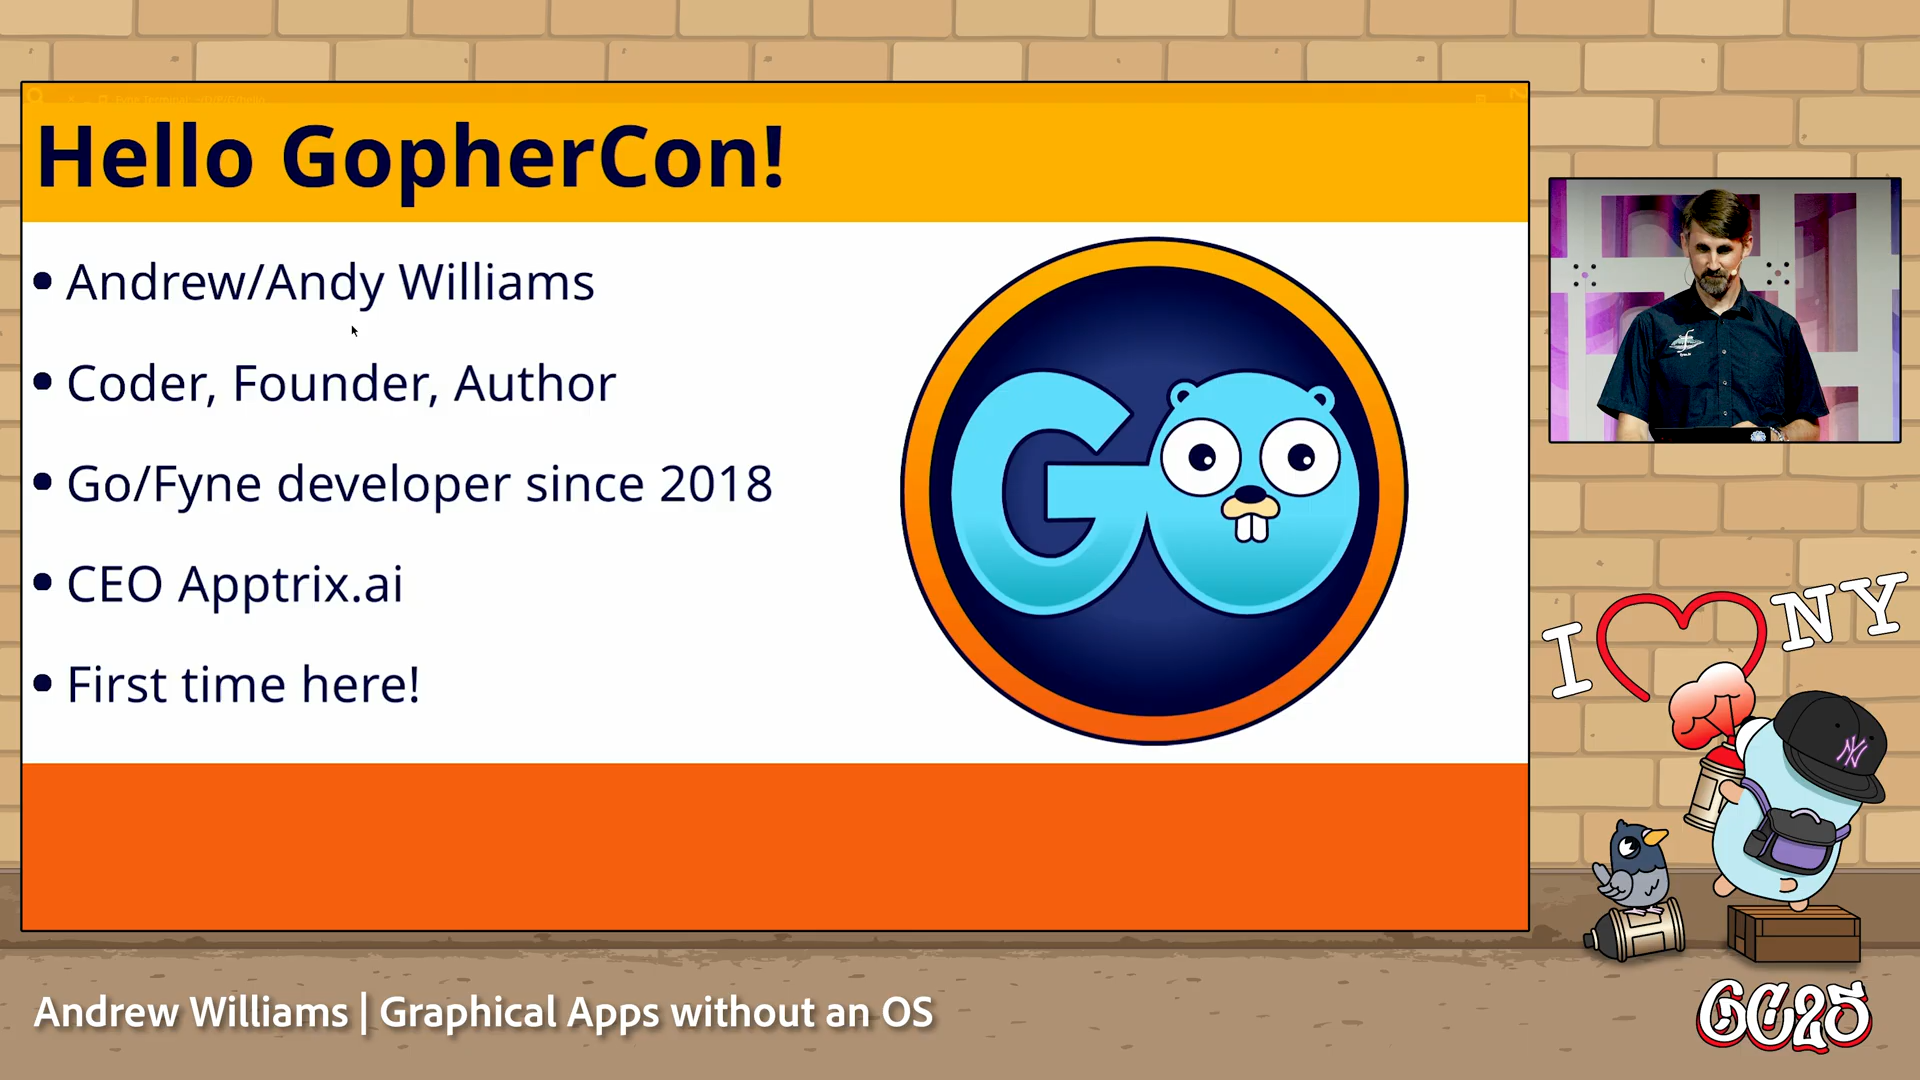 Hello GopherCon!
• Andrew/Andy Williams
• Coder, Founder, Author
• Go/Fyne developer since 2018
• CEO Apptrix.ai
• First time here!
GO
I NY
NY
Andrew Williams | Graphical Apps without an OS
GC25